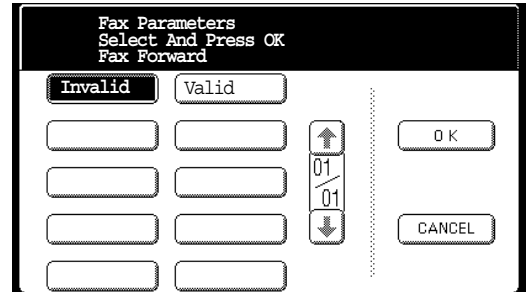 Fax Parameters
Select And Press OK
Fax Forward
Invalid Valid
01
01
OK
CANCEL